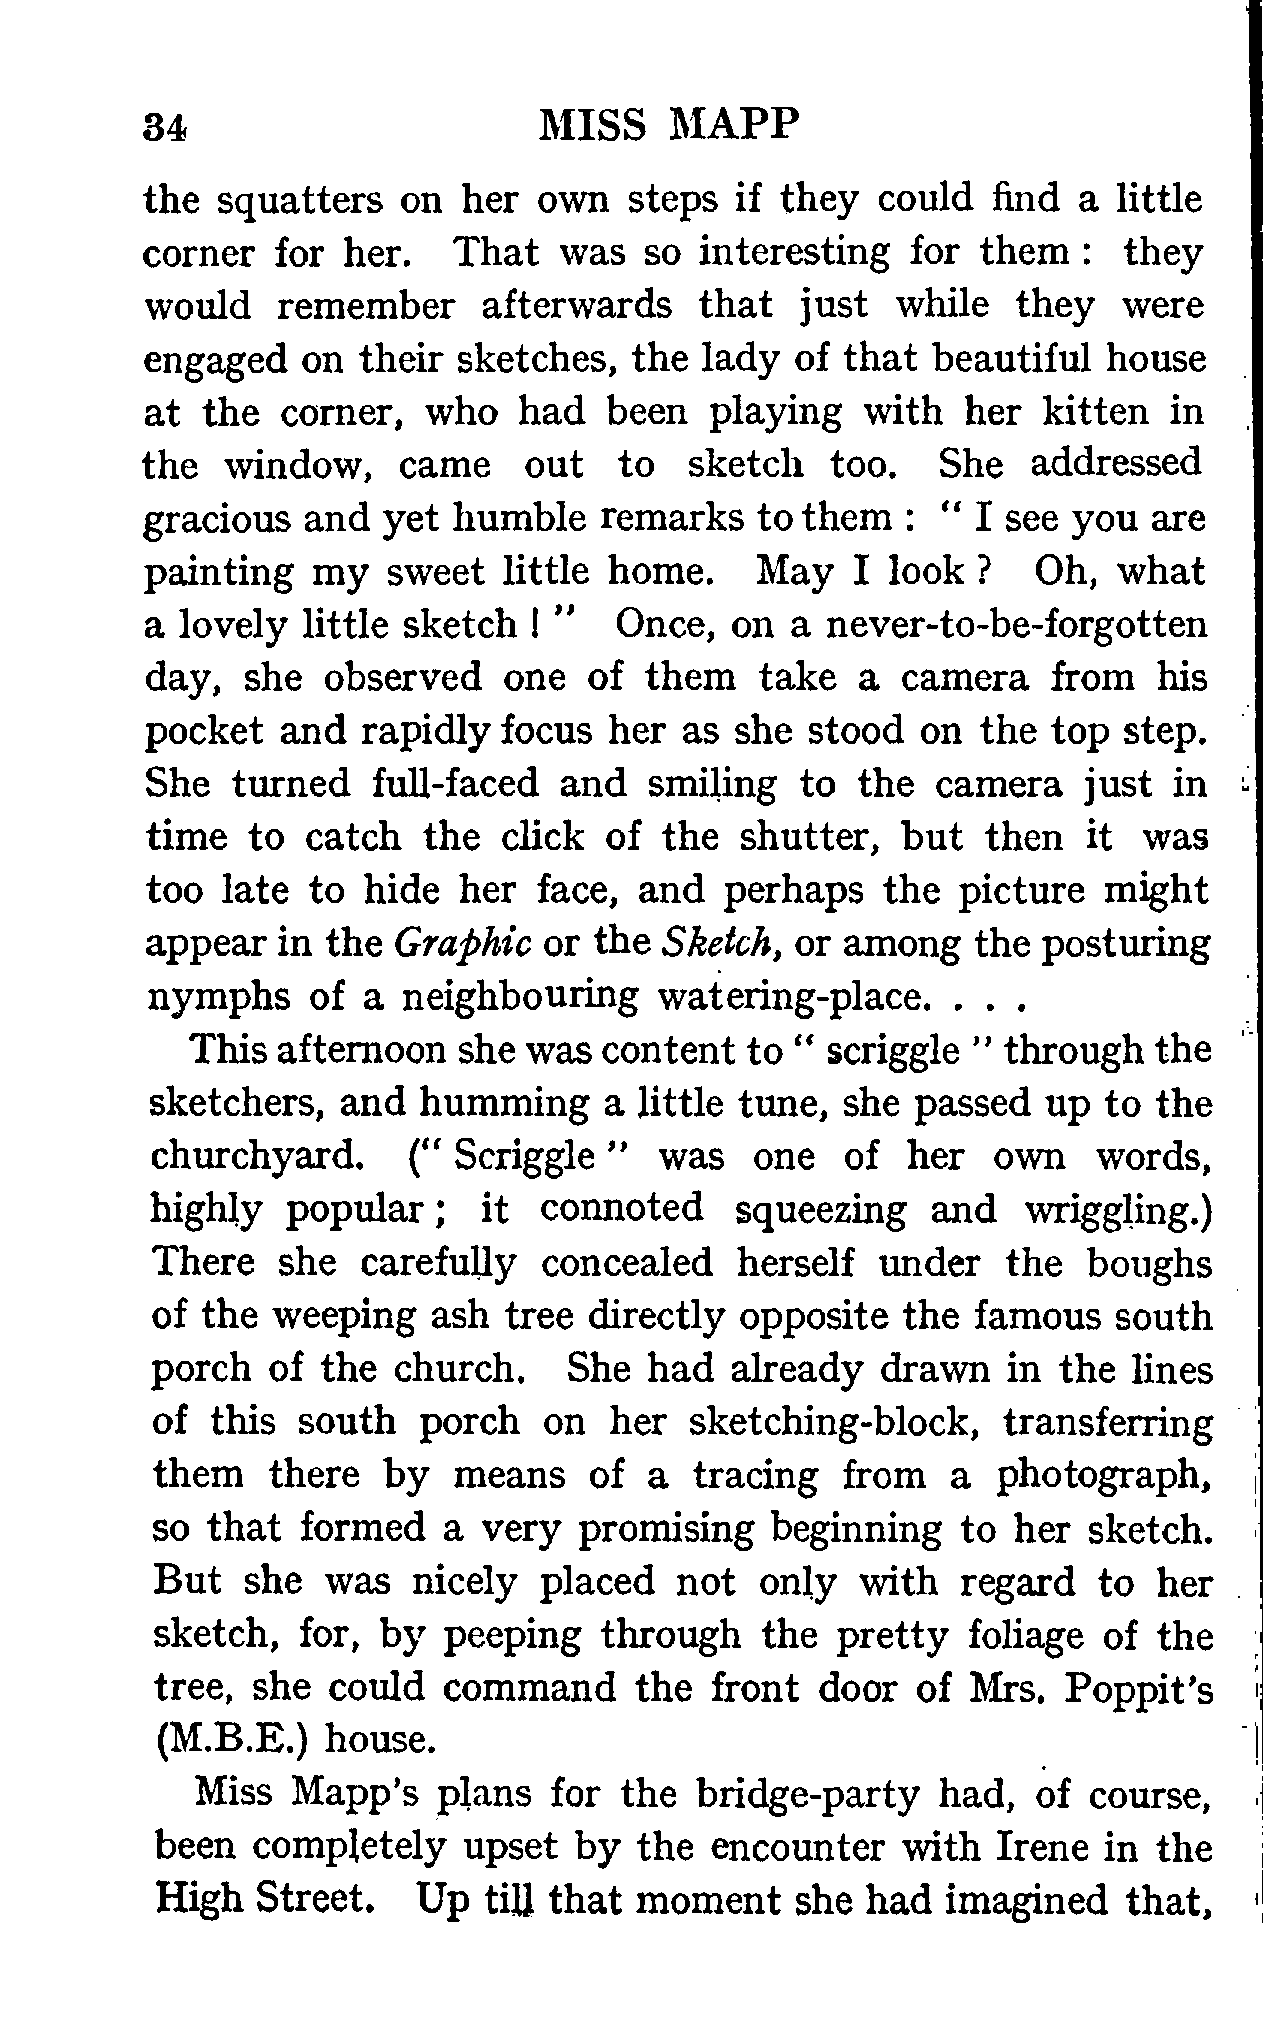 34 MISS MAPP
the squatters on her own steps if they could find a little
corner for her. That was so interesting for them : they
would remember afterwards that just while they were
engaged on their sketches, the lady of that beautiful house
at the corner, who had been playing with her kitten in
the window, came out to sketch too. She addressed
gracious and yet humble remarks to them : " I see you are
painting my sweet little home. May I look ? Oh, what
a lovely little sketch ! " Once, on a never-to-be-forgotten
day, she observed one of them take a camera from his
pocket and rapidly focus her as she stood on the top step.
She turned full-faced and smiling to the camera just in
time to catch the click of the shutter, but then it was
too late to hide her face, and perhaps the picture might
appear in the Graphic or the Sketch, or among the posturing
nymphs of a neighbouring watering-place. . . .
This afternoon she was content to " scriggle " through the
sketchers, and humming a little tune, she passed up to the
churchyard. (" Scriggle " was one of her own words,
highly popular ; it connoted squeezing and wriggling.)
There she carefully concealed herself under the boughs
of the weeping ash tree directly opposite the famous south
porch of the church. She had already drawn in the lines
of this south porch on her sketching-block, transferring
them there by means of a tracing from a photograph,
so that formed a very promising beginning to her sketch.
But she was nicely placed not only with regard to her
sketch, for, by peeping through the pretty foliage of the
tree, she could command the front door of Mrs. Poppit's
(M.B.E.) house.
Miss Mapp's plans for the bridge-party had, of course,
been completely upset by the encounter with Irene in the
High Street. Up till that moment she had imagined that,